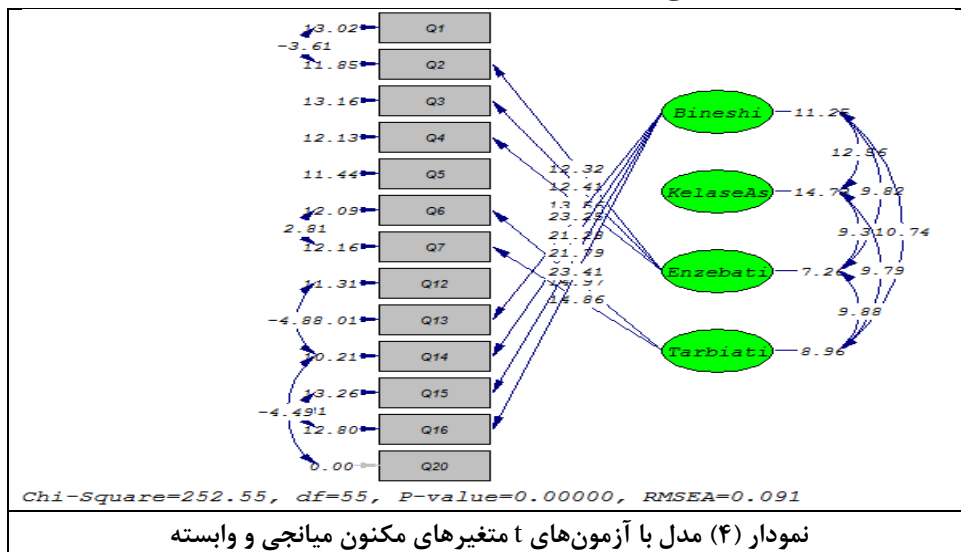 13.02 Q1
-3.61
11.85 Q2
13.16 Q3
Bineshi 11.25
12.13 Q4
12.56
12.32
12.41
11.44 Q5
23.29
KelaseAs 9.82
12.09 Q6
21.28
2.81
9.3 10.74
21.79
12.16 Q7
23.41
Enzebati 7.26 9.79
14.86
11.31 Q12
9.88
Q13
Tarbiati 8.96
10.21 Q14
13.26 Q15
12.80 Q16
0.00 Q20
Chi-Square=252.55, df=55, P-value=0.00000, RMSEA=0.091
نمودار (۴) مدل با آزمون‌های t متغیرهای مکنون میانجی و وابسته